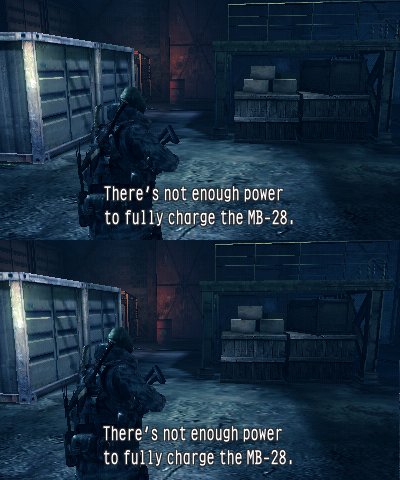 There's not enough power
to fully charge the MB-28.
There's not enough power
to fully charge the MB-28.